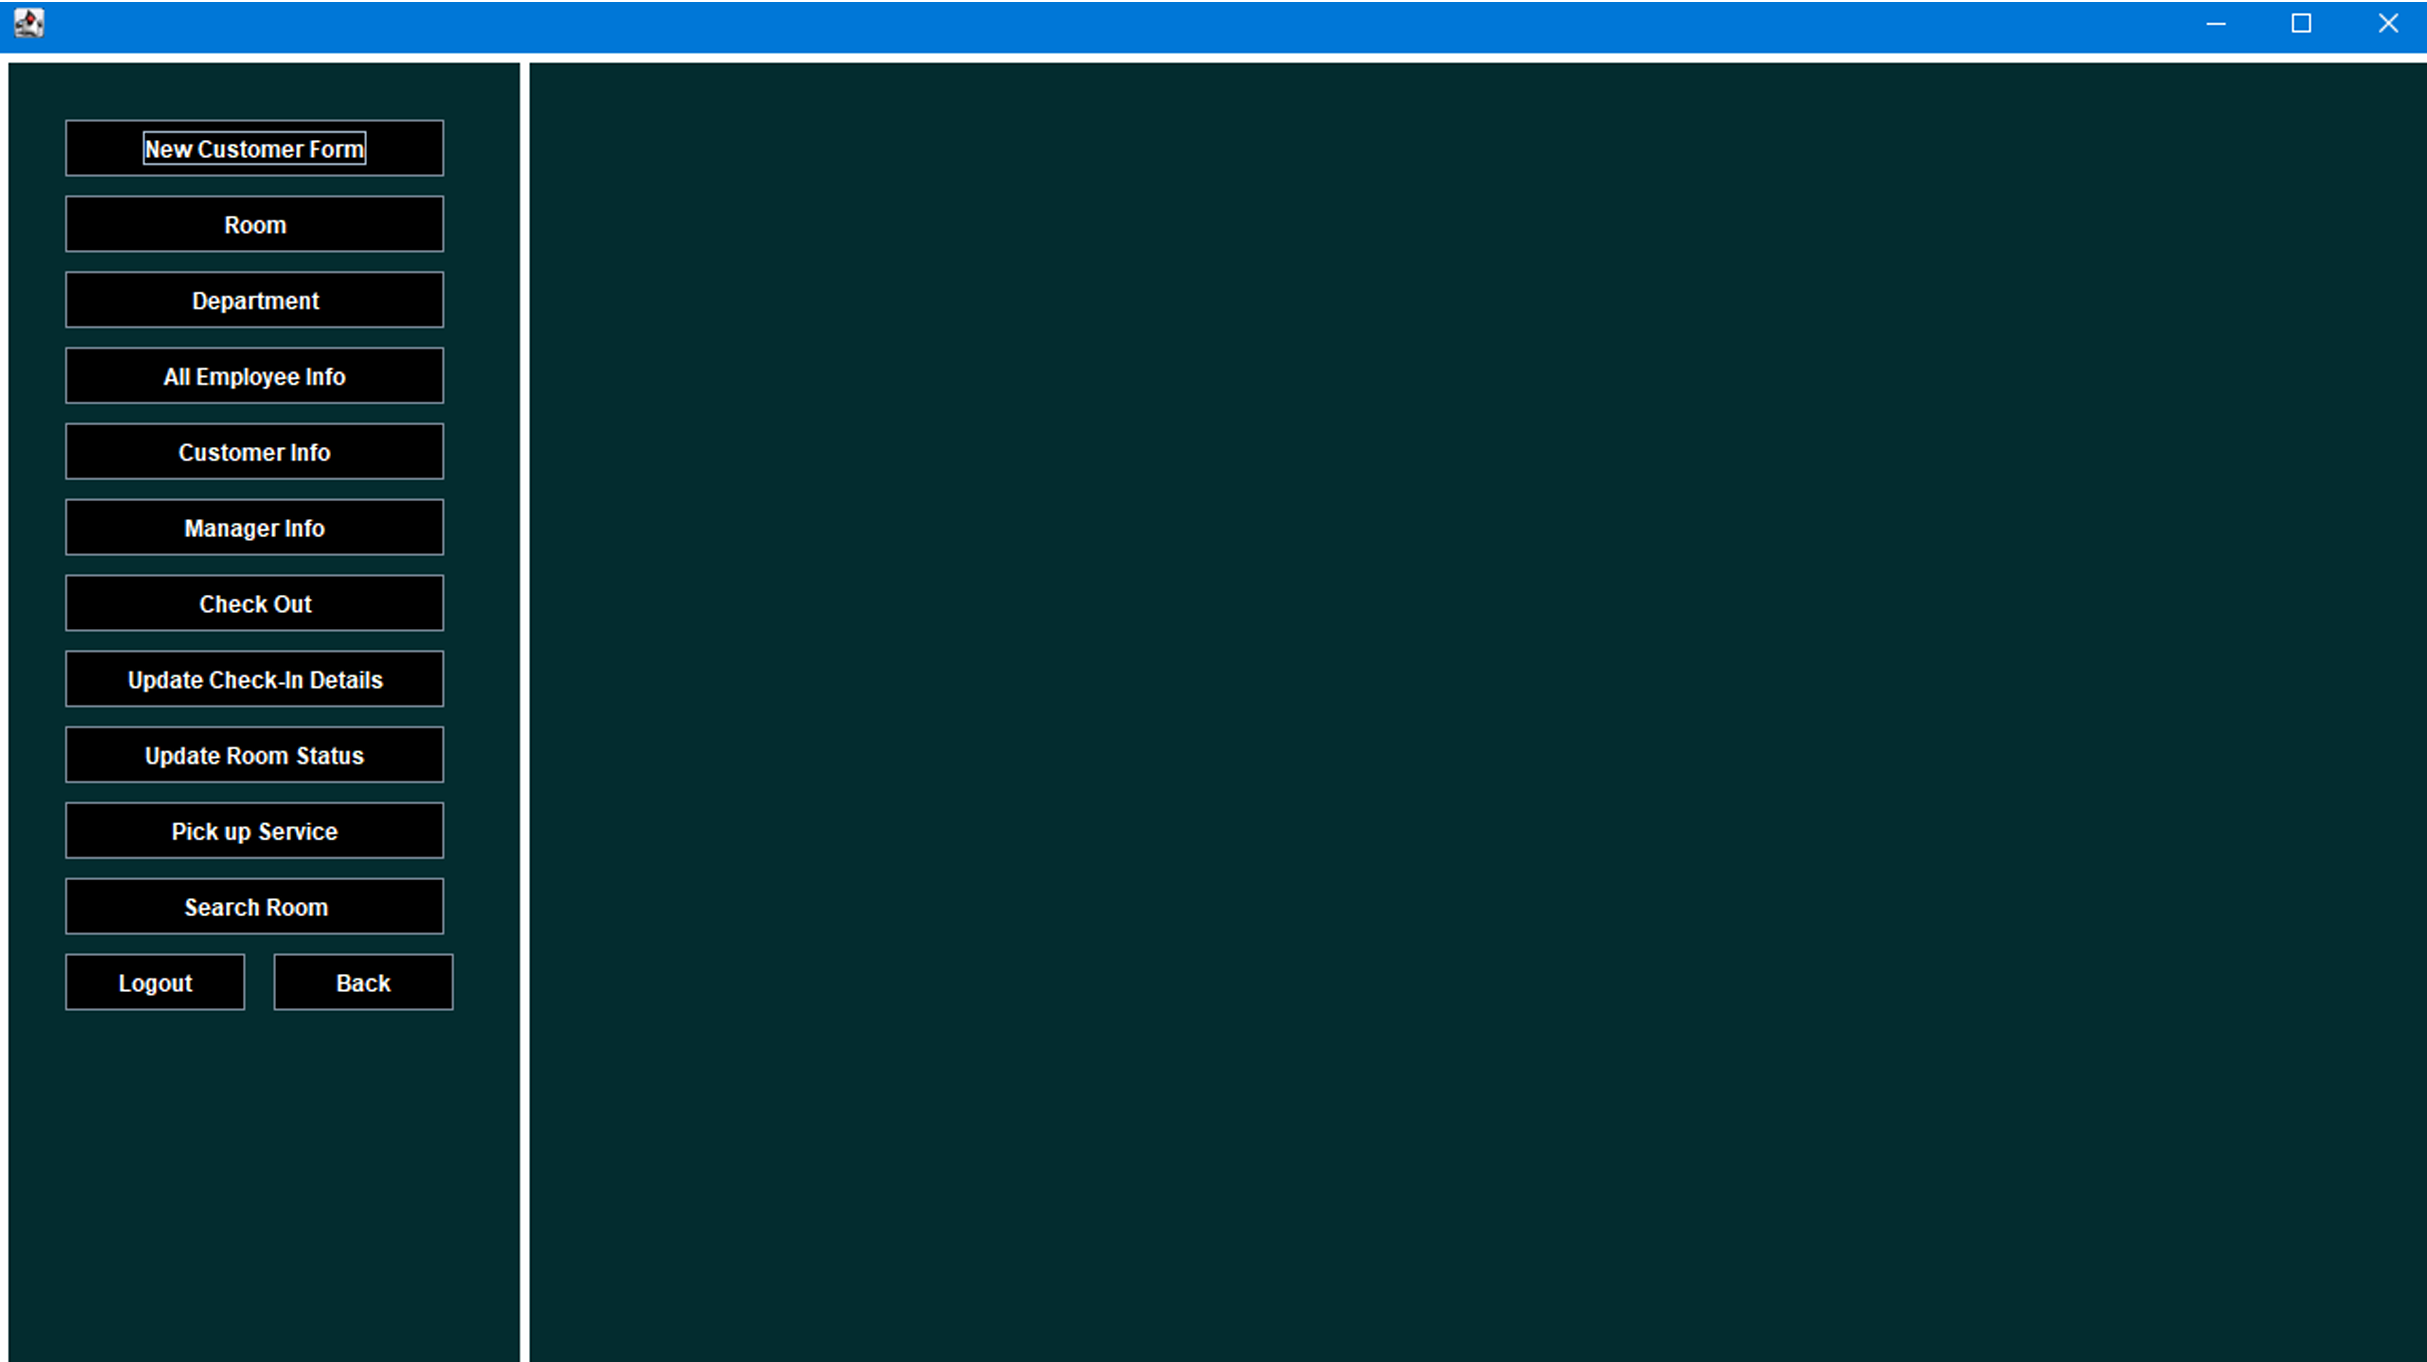 New Customer Form
Room
Department
All Employee Info
Customer Info
Manager Info
Check Out
Update Check-In Details
Update Room Status
Pick up Service
Search Room
Logout Back